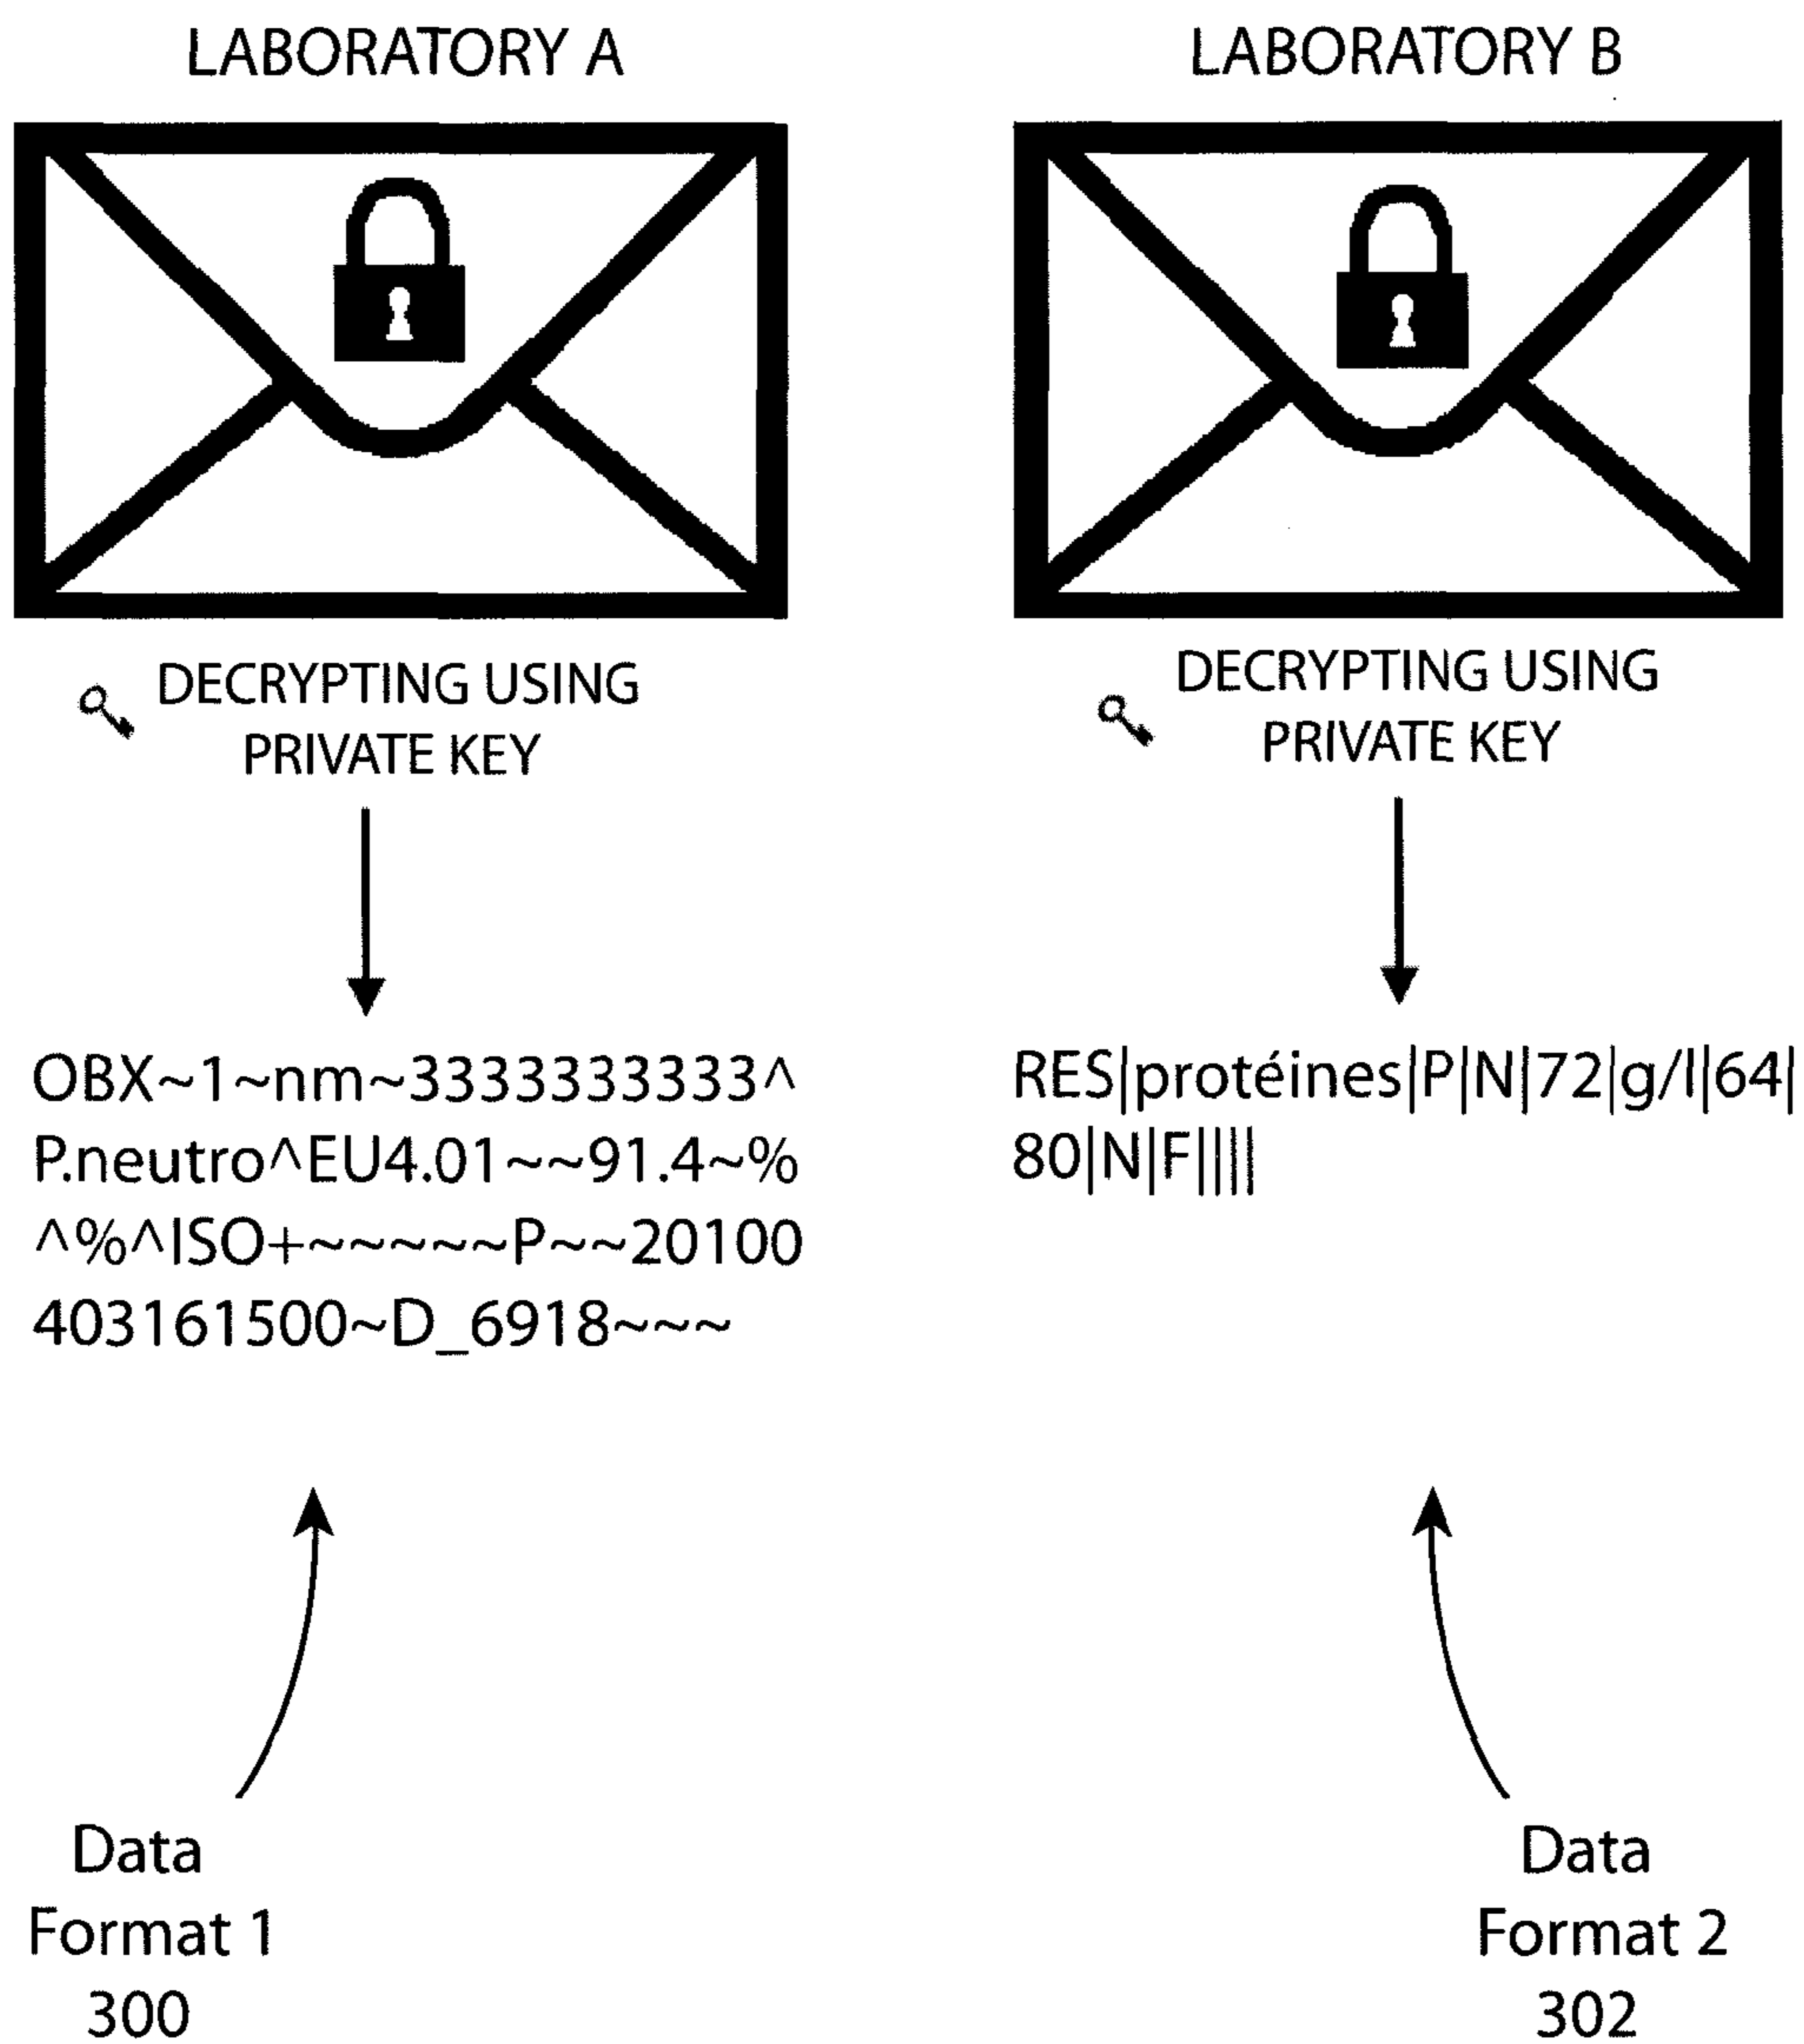 LABORATORY A
DECRYPTING USING
PRIVATE KEY
OBX~1~nm~3333333333^
P.neutro^EU4.01~~91.4~%
^%^ISO+~~~~~P~~20100
403161500~D_6918~~~
Data
Format 1
300
LABORATORY B
DECRYPTING USING
PRIVATE KEY
RES|protéines|P|N|72|g/l||64|
80|N|F||||
Data
Format 2
302